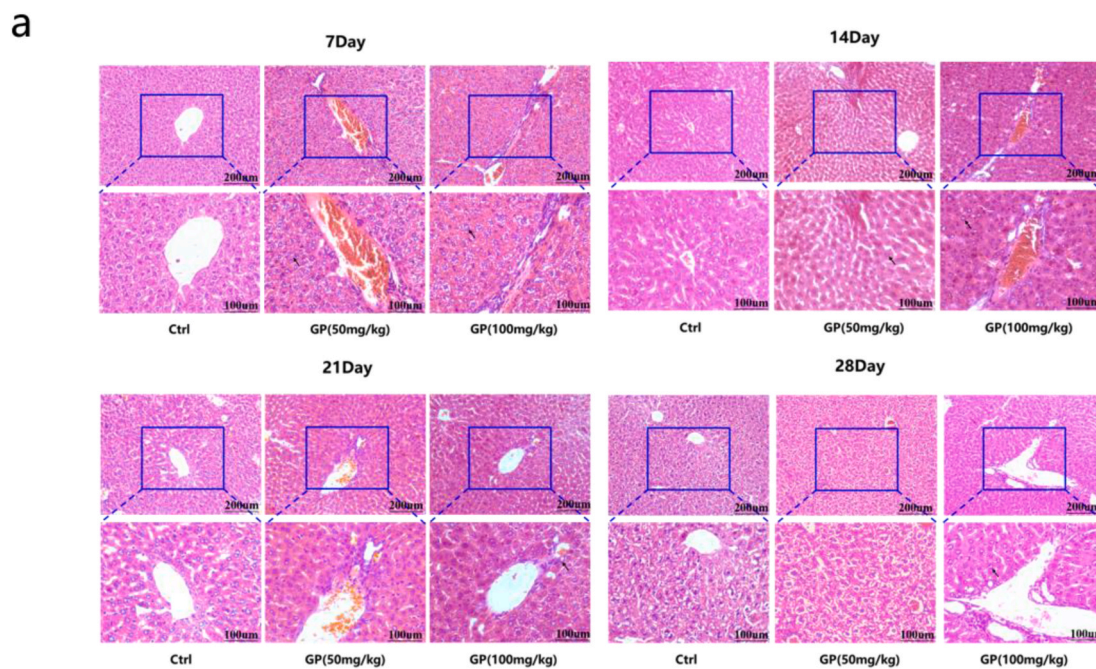 a
7Day
14Day
200um 200um 200um 200um 200um 200um
100um 100um 100um 100um 100um 100um
Ctrl GP(50mg/kg) GP(100mg/kg) Ctrl GP(50mg/kg) GP(100mg/kg)
21Day 28Day
200um 200um 200um 200um 200um 200um
100um 100um 100um 100um 100um 100um
Ctrl GP(50mg/kg) GP(100mg/kg) Ctrl GP(50mg/kg) GP(100mg/kg)